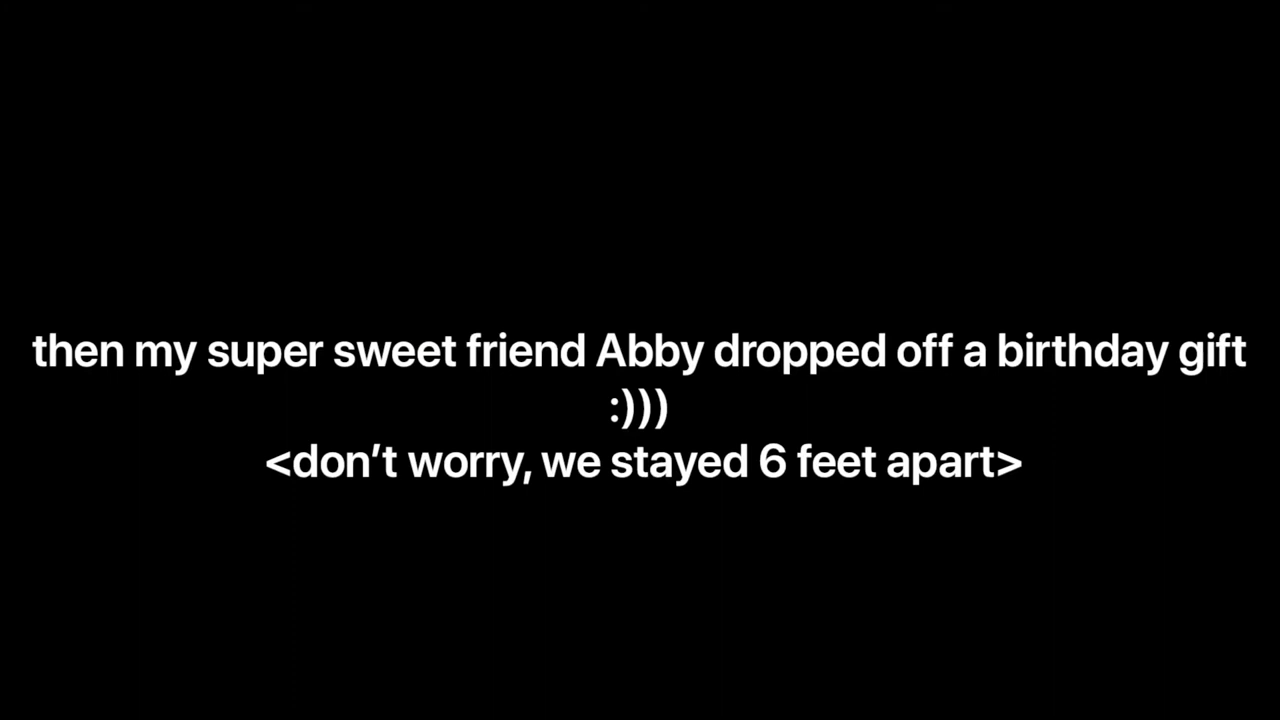 then my super sweet friend Abby dropped off a birthday gift
:)))
<don’t worry, we stayed 6 feet apart>